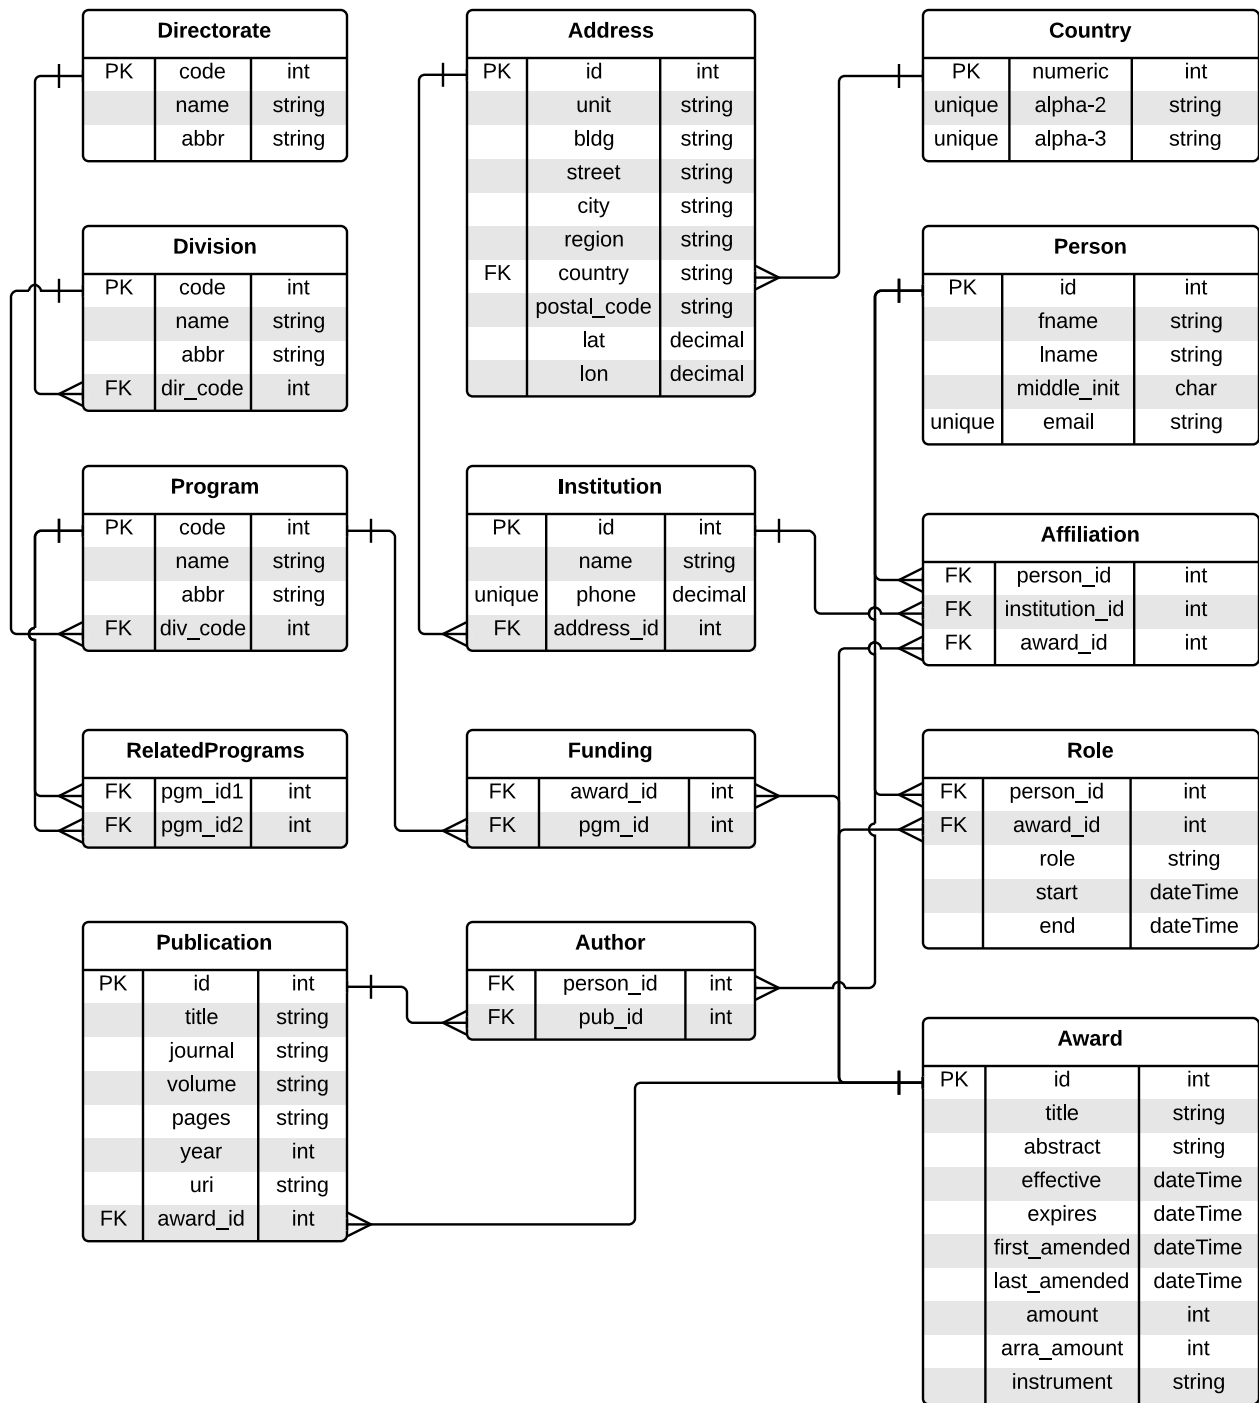 Directorate
PK code int
name string
abbr string
Division
PK code int
name string
abbr string
FK dir_code int
Program
PK code int
name string
abbr string
FK div_code int
RelatedPrograms
FK pgm_id1 int
FK pgm_id2 int
Publication
PK id int
title string
journal string
volume string
pages string
year int
uri string
FK award_id int
Address
PK id int
unit string
bldg string
street string
city string
region string
FK country string
postal_code string
lat decimal
lon decimal
Institution
PK id int
name string
unique phone decimal
FK address_id int
Funding
FK award_id int
FK pgm_id int
Author
FK person_id int
FK pub_id int
Country
PK numeric int
unique alpha-2 string
unique alpha-3 string
Person
PK id int
fname string
lname string
middle_init char
unique email string
Affiliation
FK person_id int
FK institution_id int
FK award_id int
Role
FK person_id int
FK award_id int
role string
start dateTime
end dateTime
Award
PK id int
title string
abstract string
effective dateTime
expires dateTime
first_amended dateTime
last_amended dateTime
amount int
arra_amount int
instrument string